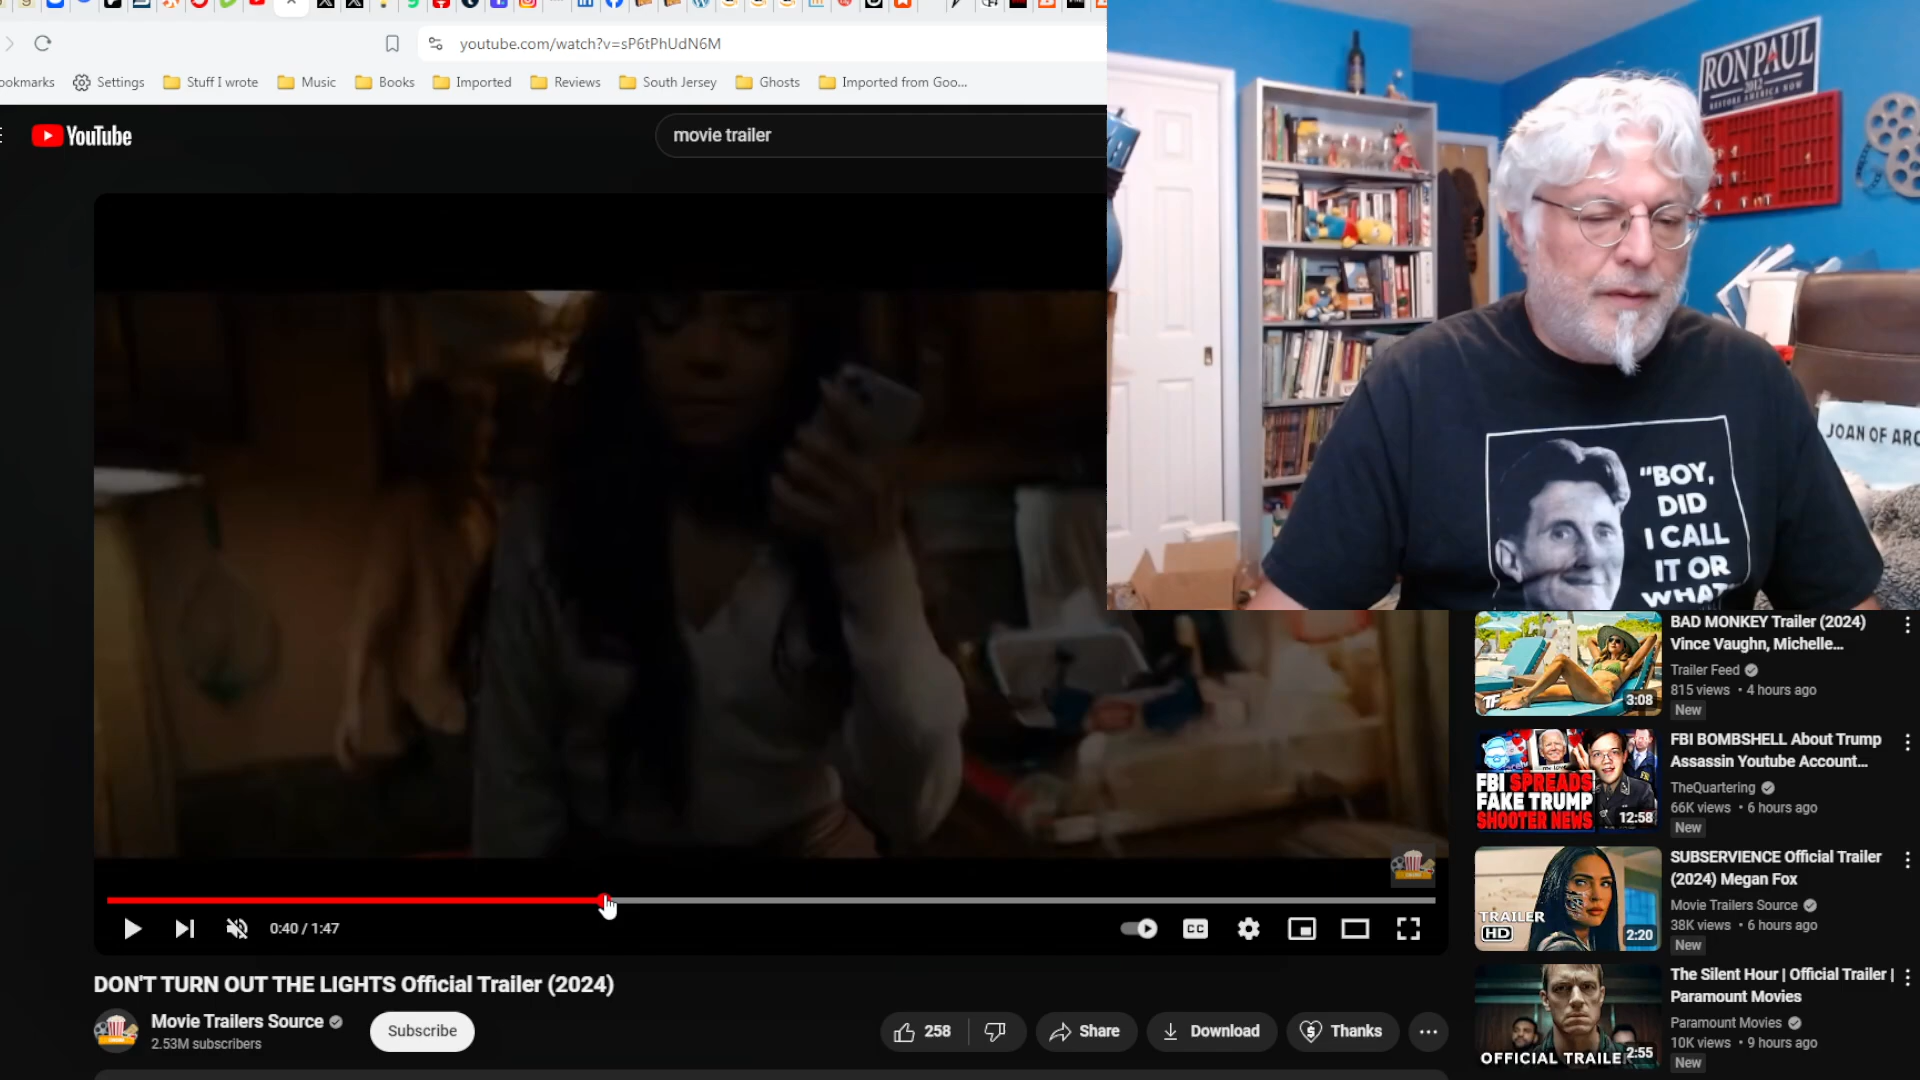 youtube.com/watch?v=sP6tPhUdN6M
ookmarks
Settings
Stuff I wrote
Music
Books
Imported
Reviews
South Jersey
Ghosts
Imported from Goo...
YouTube
movie trailer
RON PAUL
2012
RESTORE AMERICA NOW
JOAN OF ARC
"BOY,
DID
I CALL
IT OR
WHAT
0:40 / 1:47
CC
DON'T TURN OUT THE LIGHTS Official Trailer (2024)
Movie Trailers Source
2.53M subscribers
Subscribe
258
Share
Download
Thanks
TF
3:08
BAD MONKEY Trailer (2024)
Vince Vaughn, Michelle...
Trailer Feed
815 views • 4 hours ago
New
FBI SPREADS
FAKE TRUMP
SHOOTER NEWS
12:58
FBI BOMBSHELL About Trump
Assassin Youtube Account...
TheQuartering
66K views • 6 hours ago
New
TRAILER
HD
2:20
SUBSERVIENCE Official Trailer
(2024) Megan Fox
Movie Trailers Source
38K views • 6 hours ago
New
OFFICIAL TRAILE
2:55
The Silent Hour | Official Trailer |
Paramount Movies
Paramount Movies
10K views • 9 hours ago
New